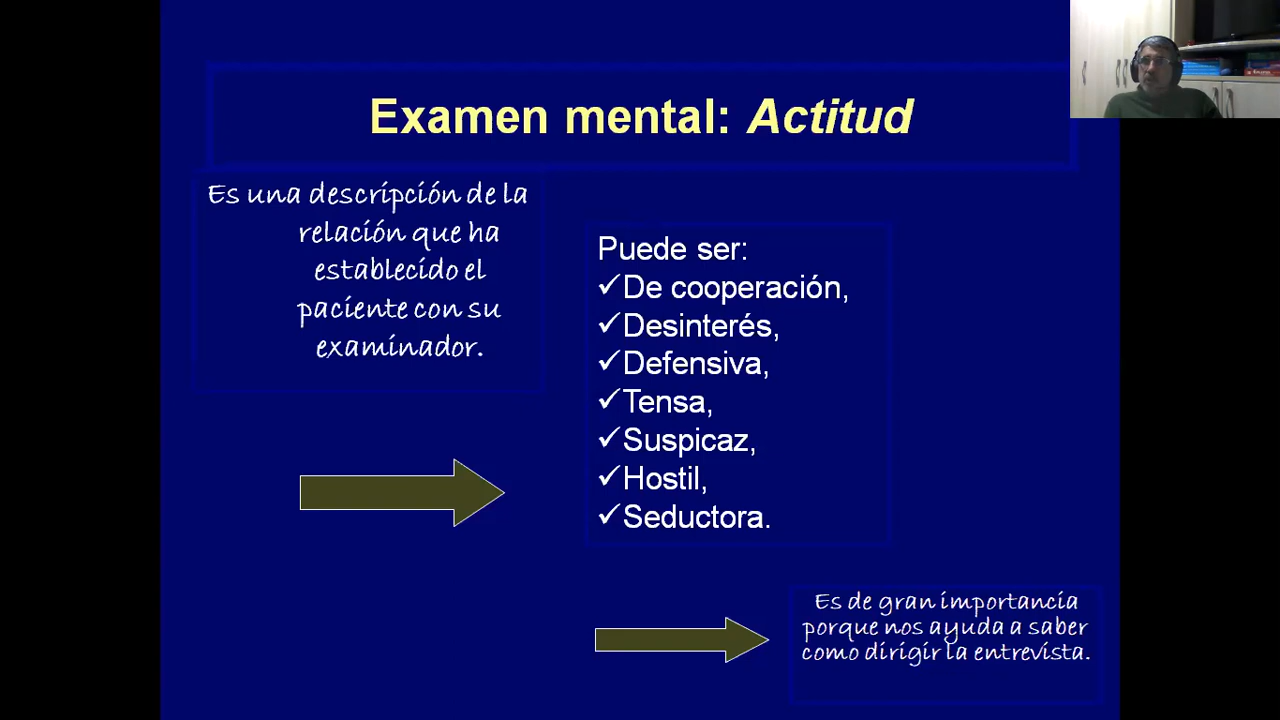 Examen mental: Actitud
Es una descripción de la
relación que ha
establecido el
paciente con su
examinador.
Puede ser:
✓De cooperación,
✓Desinterés,
✓Defensiva,
✓Tensa,
✓Suspicaz,
✓Hostil,
✓Seductora.
Es de gran importancia
porque nos ayuda a saber
como dirigir la entrevista.